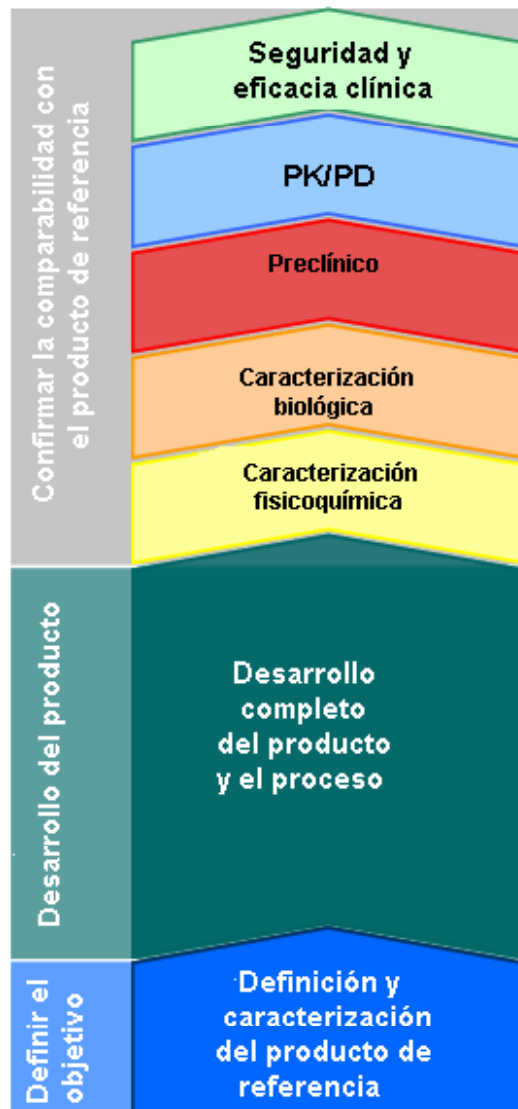 Confirmar la comparabilidad con
el producto de referencia
Seguridad y
eficacia clínica
PK/PD
Preclínico
Caracterización
biológica
Caracterización
fisicoquímica
Desarrollo del producto
Desarrollo
completo
del producto
y el proceso
Definir el
objetivo
Definición y
caracterización
del producto de
referencia